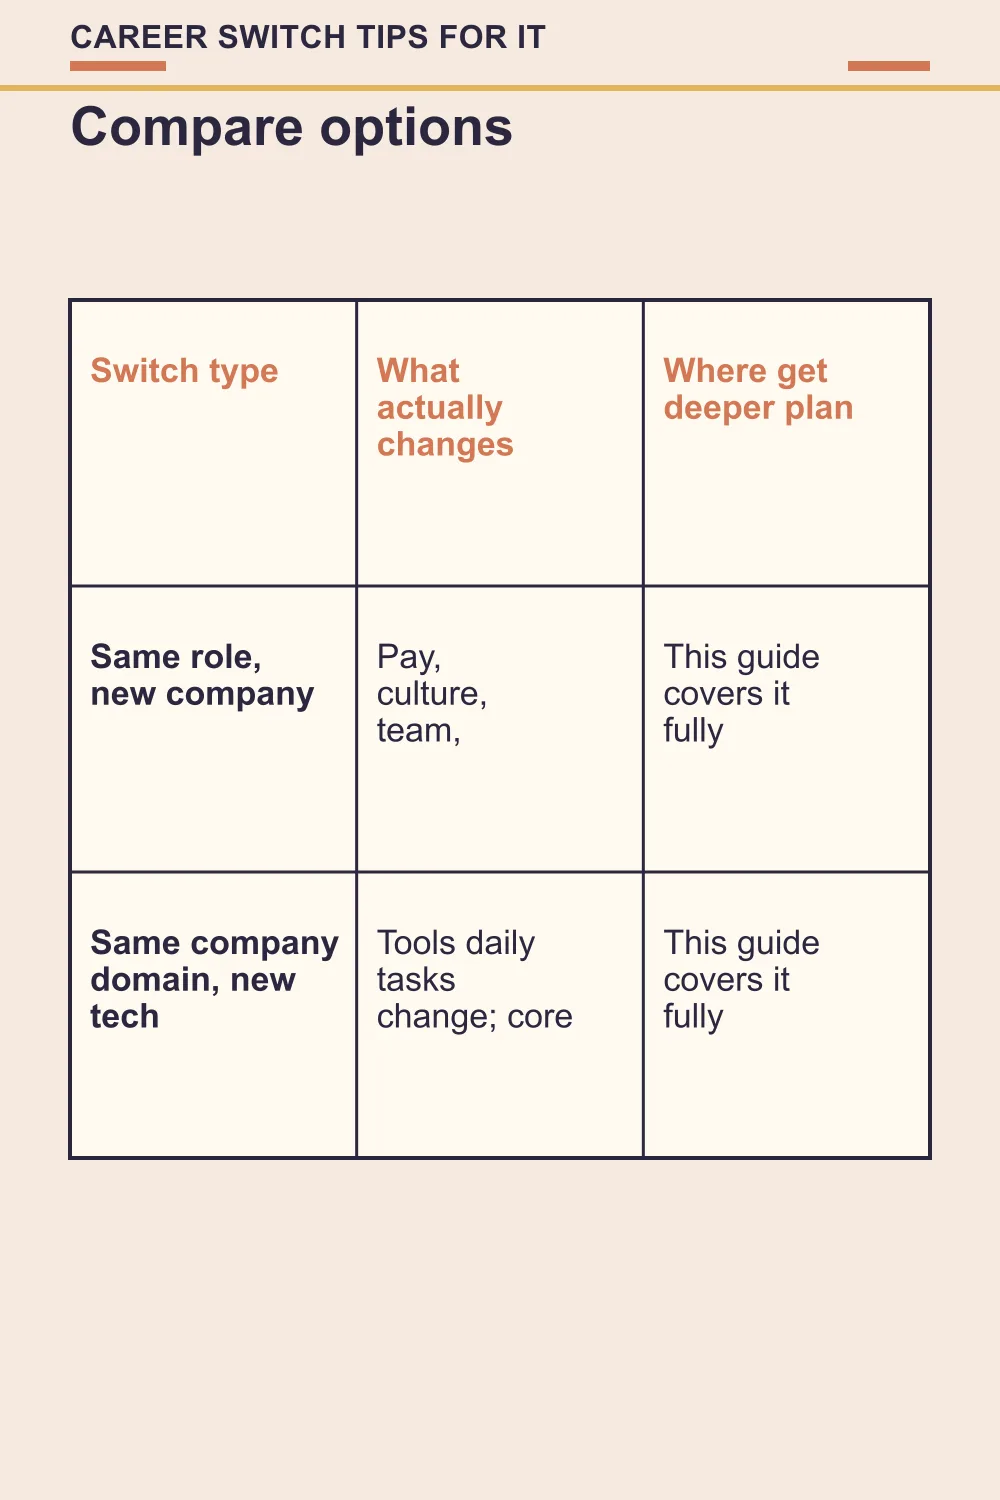 CAREER SWITCH TIPS FOR IT
Compare options
Switch type
What
actually
changes
Where get
deeper plan
Same role,
new company
Pay,
culture,
team,
This guide
covers it
fully
Same company
domain, new
tech
Tools daily
tasks
change; core
This guide
covers it
fully